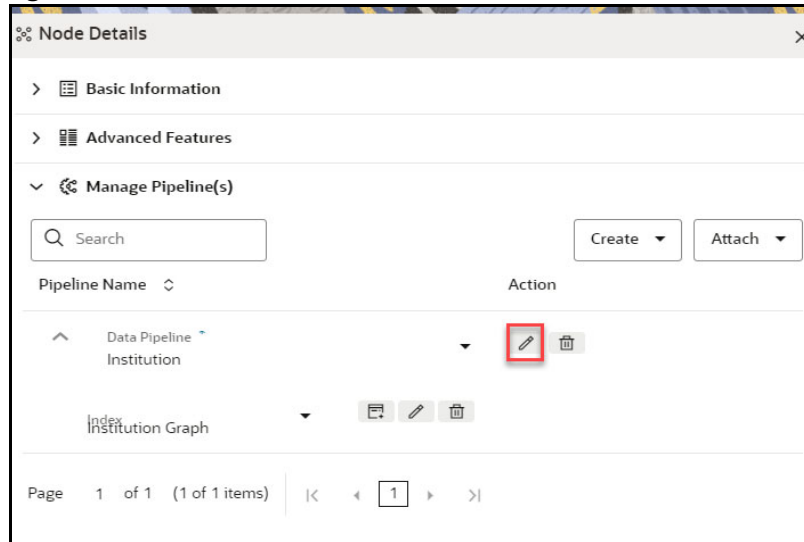 Node Details
Basic Information
Advanced Features
Manage Pipeline(s)
Search
Create
Attach
Pipeline Name
Action
Data Pipeline *
Institution
Index
Institution Graph
Page 1 of 1 (1 of 1 items) 1